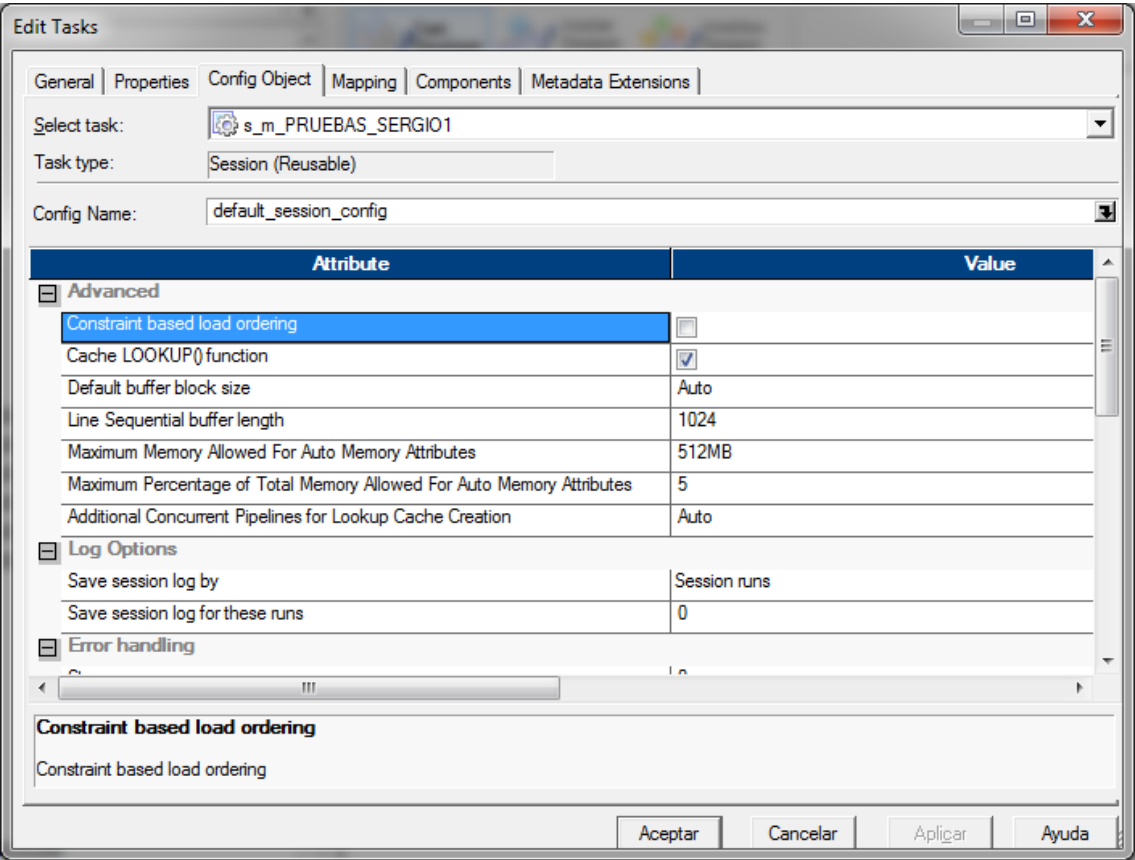 Edit Tasks
General Properties Config Object Mapping Components Metadata Extensions
Select task: s_m_PRUEBAS_SERGIO1
Task type: Session (Reusable)
Config Name: default_session_config
Attribute Value
Advanced
Constraint based load ordering
Cache LOOKUP() function
Default buffer block size Auto
Line Sequential buffer length 1024
Maximum Memory Allowed For Auto Memory Attributes 512MB
Maximum Percentage of Total Memory Allowed For Auto Memory Attributes 5
Additional Concurrent Pipelines for Lookup Cache Creation Auto
Log Options
Save session log by Session runs
Save session log for these runs 0
Error handling
Constraint based load ordering
Constraint based load ordering
Aceptar Cancelar Aplicar Ayuda